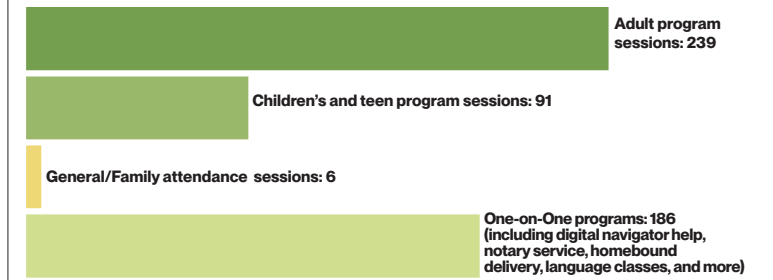 Adult program
sessions: 239
Children’s and teen program sessions: 91
General/Family attendance sessions: 6
One-on-One programs: 186
(including digital navigator help,
notary service, homebound
delivery, language classes, and more)